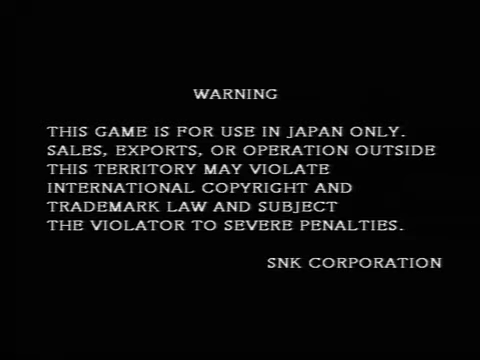 WARNING
THIS GAME IS FOR USE IN JAPAN ONLY.
SALES, EXPORTS, OR OPERATION OUTSIDE
THIS TERRITORY MAY VIOLATE
INTERNATIONAL COPYRIGHT AND
TRADEMARK LAW AND SUBJECT
THE VIOLATOR TO SEVERE PENALTIES.
SNK CORPORATION